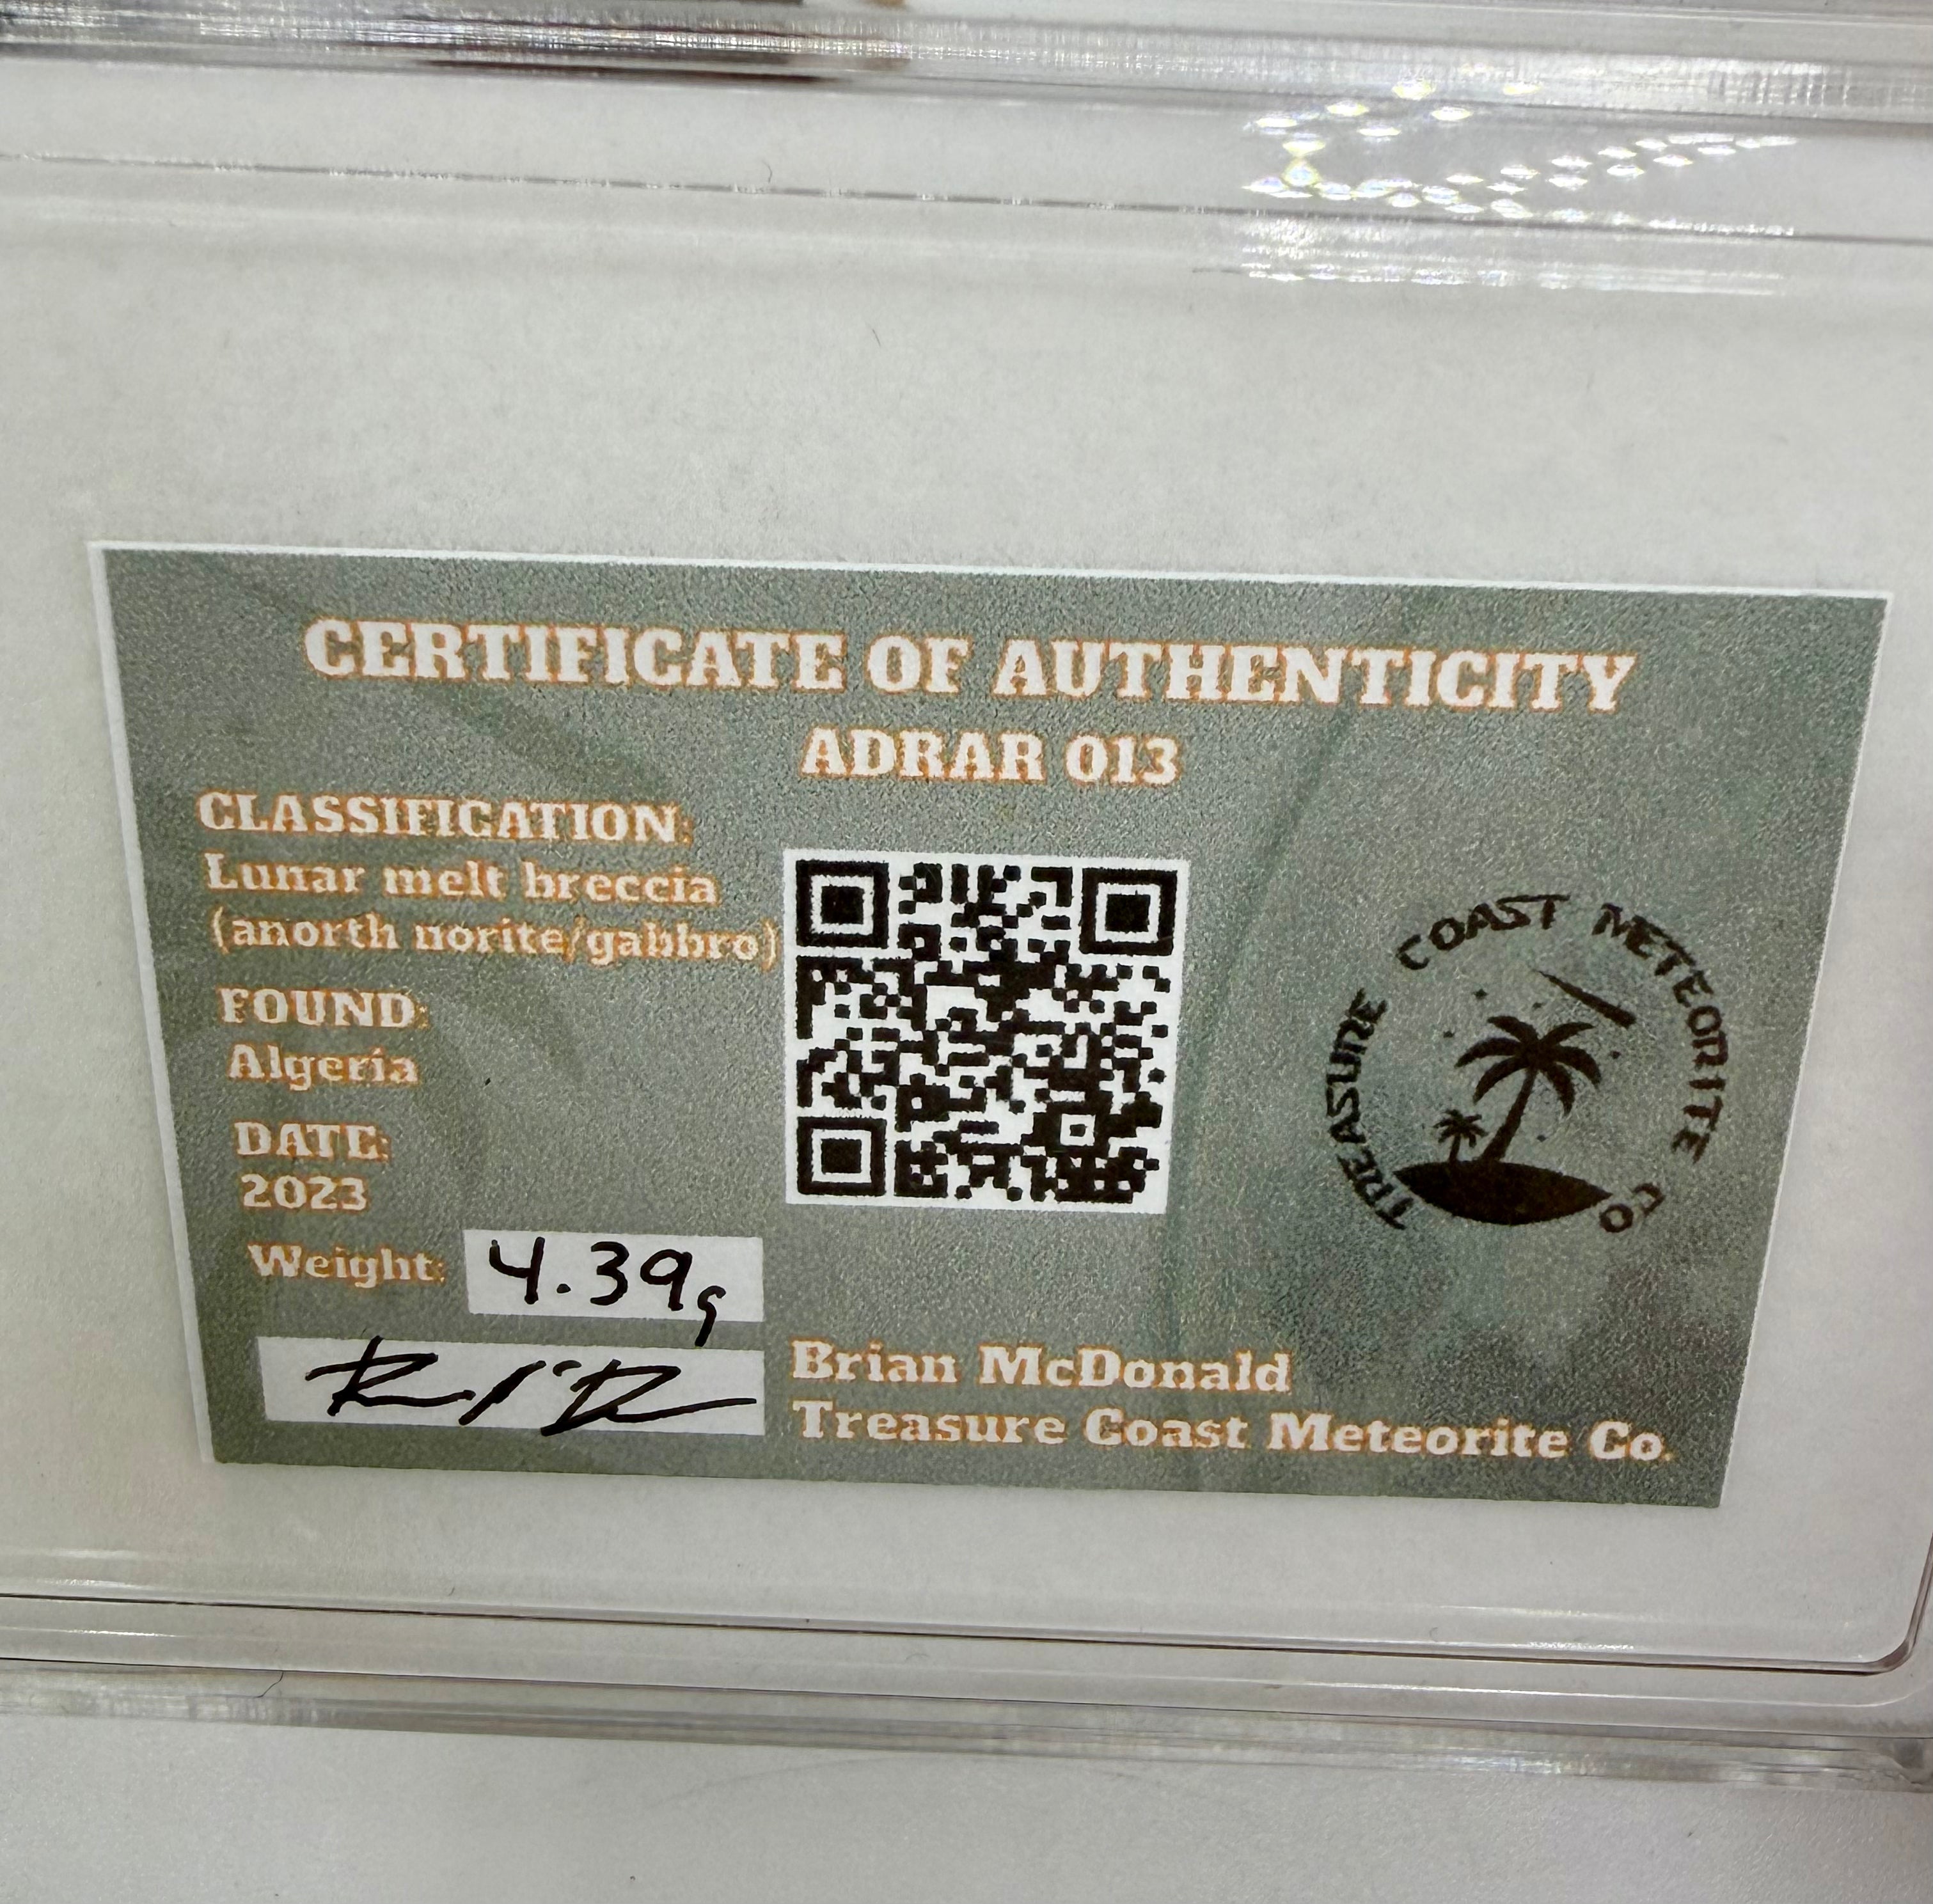 CERTIFICATE OF AUTHENTICITY
ADRAR 013
CLASSIFICATION:
Lunar melt breccia
(anorth norite/gabbro)
FOUND:
Algeria
DATE:
2023
Weight: 4.39g
TREASURE COAST METEORITE CO
Brian McDonald
Treasure Coast Meteorite Co.